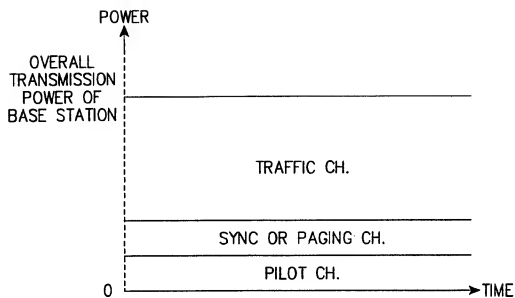 POWER
OVERALL
TRANSMISSION
POWER OF
BASE STATION
TRAFFIC CH.
SYNC OR PAGING CH.
PILOT CH.
0
TIME